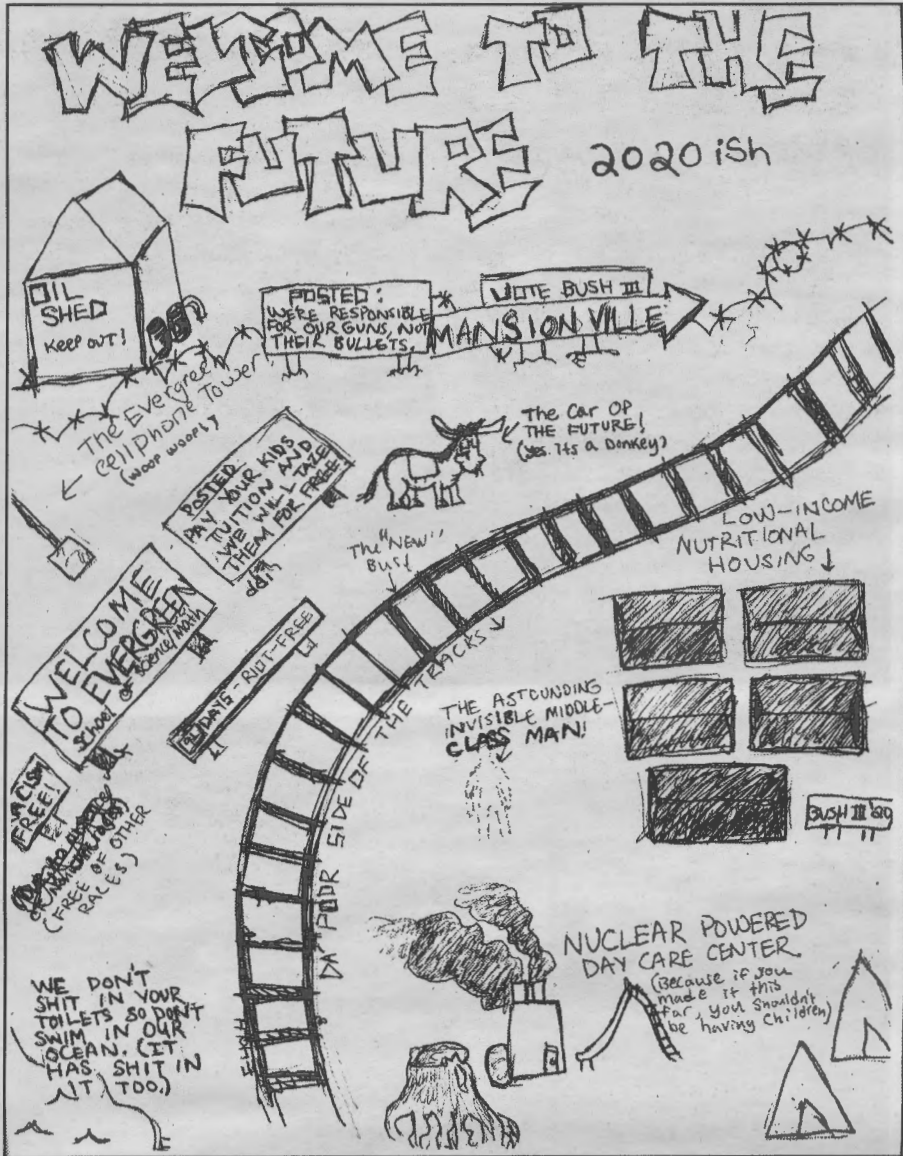 WELCOME TO THE
FUTURE
2020 iSh
OIL
SHED
Keep OUT!
POSTED:
WE'RE RESPONSIBLE
FOR OUR GUNS, NOT
THEIR BULLETS.
VOTE BUSH III
MANSIONVILLE
The Evergreen
Cellphone Tower
(woop woop!)
POSTED:
PAY YOUR KIDS
TUITION AND
WE WILL TAZE
THEM FOR FREE
The Car OF
THE FUTURE!
(yes. Its a Donkey)
The "NEW"
BUS!
LOW-INCOME
NUTRITIONAL
HOUSING
WELCOME
TO EVERGREEN
School of science/math
DAYS - RIOT-FREE
DA' POOR SIDE OF THE TRACKS
THE ASTOUNDING
INVISIBLE MIDDLE-
CLASS MAN!
RACISM
FREE!
(FREE OF OTHER
RACES)
BUSH III '20
NUCLEAR POWERED
DAY CARE CENTER
(Because if you
made it this
far, you shouldn't
be having children)
WE DON'T
SHIT IN YOUR
TOILETS SO DON'T
SWIM IN OUR
OCEAN. (IT
HAS SHIT IN
IT TOO.)